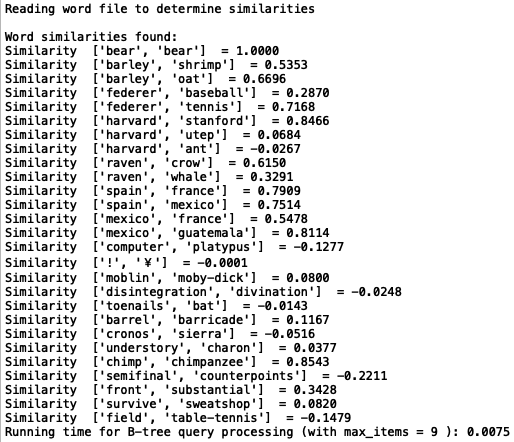 Reading word file to determine similarities
Word similarities found:
Similarity ['bear', 'bear'] = 1.0000
Similarity ['barley', 'shrimp'] = 0.5353
Similarity ['barley', 'oat'] = 0.6696
Similarity ['federer', 'baseball'] = 0.2870
Similarity ['federer', 'tennis'] = 0.7168
Similarity ['harvard', 'stanford'] = 0.8466
Similarity ['harvard', 'utep'] = 0.0684
Similarity ['harvard', 'ant'] = -0.0267
Similarity ['raven', 'crow'] = 0.6150
Similarity ['raven', 'whale'] = 0.3291
Similarity ['spain', 'france'] = 0.7909
Similarity ['spain', 'mexico'] = 0.7514
Similarity ['mexico', 'france'] = 0.5478
Similarity ['mexico', 'guatemala'] = 0.8114
Similarity ['computer', 'platypus'] = -0.1277
Similarity ['!', '￥'] = -0.0001
Similarity ['moblin', 'moby-dick'] = 0.0800
Similarity ['disintegration', 'divination'] = -0.0248
Similarity ['toenails', 'bat'] = -0.0143
Similarity ['barrel', 'barricade'] = 0.1167
Similarity ['cronos', 'sierra'] = -0.0516
Similarity ['understory', 'charon'] = 0.0377
Similarity ['chimp', 'chimpanzee'] = 0.8543
Similarity ['semifinal', 'counterpoints'] = -0.2211
Similarity ['front', 'substantial'] = 0.3428
Similarity ['survive', 'sweatshop'] = 0.0820
Similarity ['field', 'table-tennis'] = -0.1479
Running time for B-tree query processing (with max_items = 9 ): 0.0075